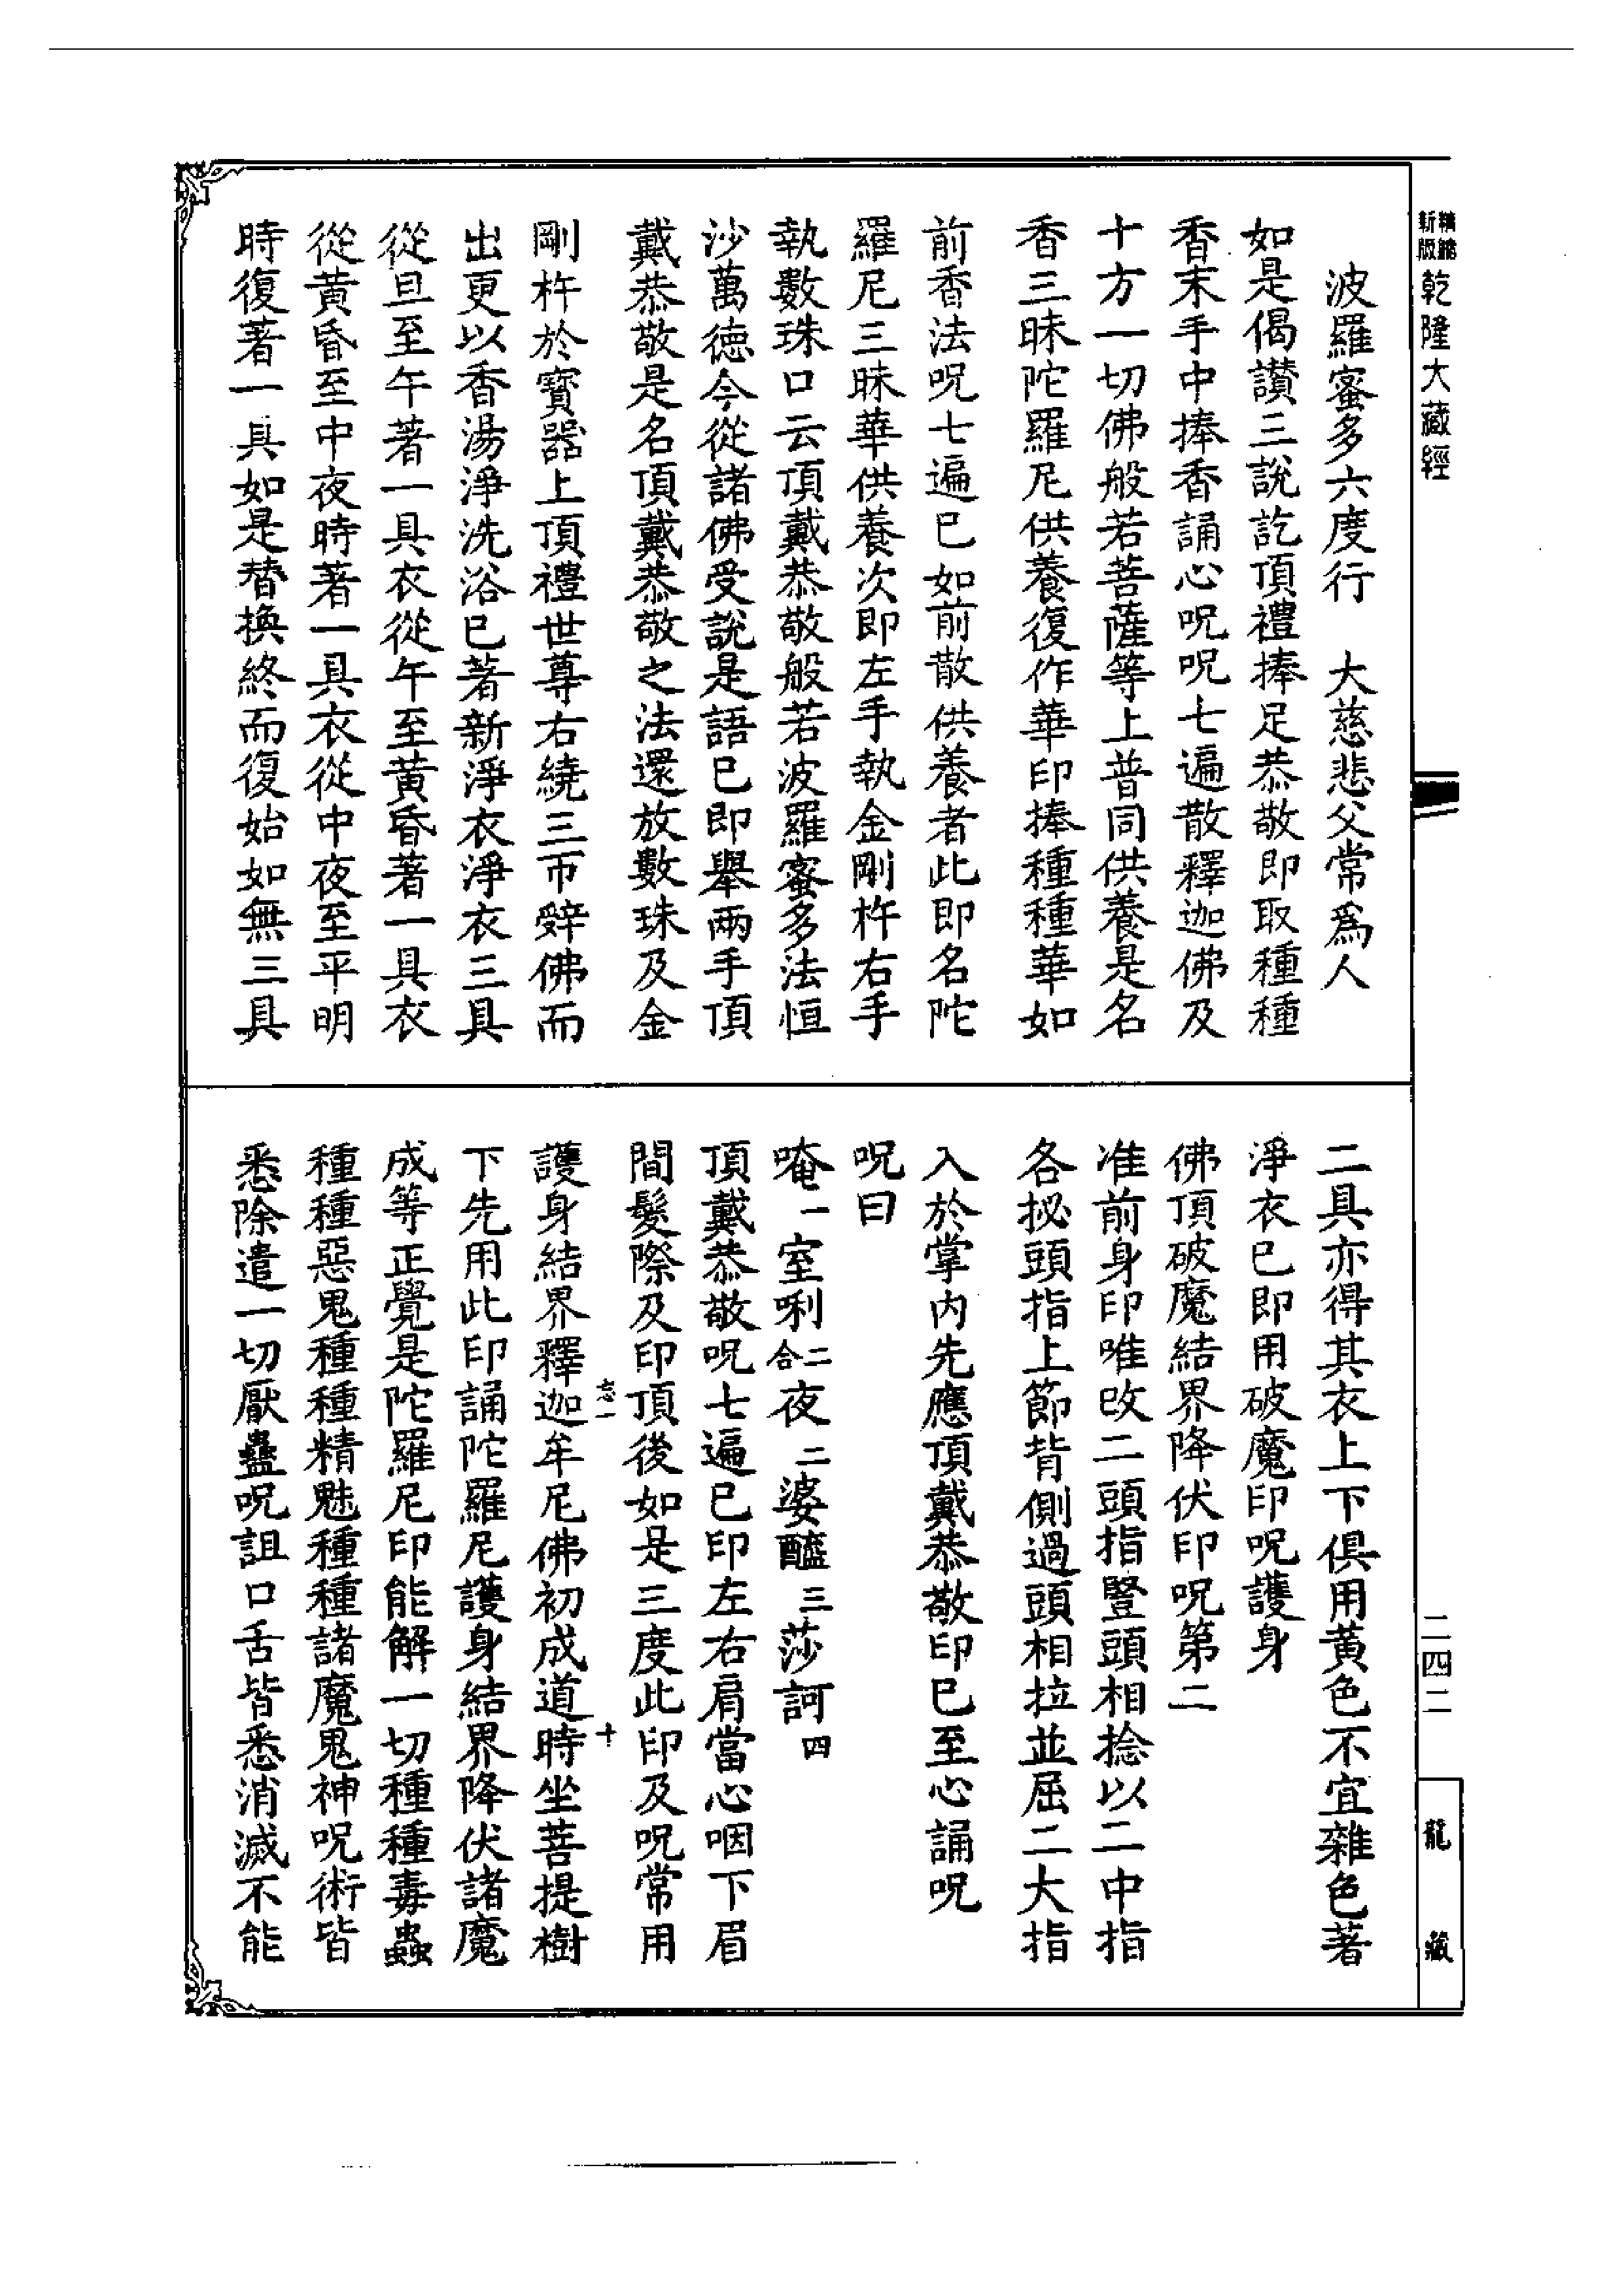 精縮新版 乾隆大藏經
波羅蜜多六度行　大慈悲父常爲人
如是偈讚三說訖頂禮捧足恭敬即取種種
香末手中捧香誦心呪呪七遍散釋迦佛及
十方一切佛般若菩薩等上普同供養是名
香三昧陀羅尼供養復作華印捧種種華如
前香法呪七遍已如前散供養者此即名陀
羅尼三昧華供養次即左手執金剛杵右手
執數珠口云頂戴恭敬般若波羅蜜多法恒
沙萬德今從諸佛受說是語已即舉兩手頂
戴恭敬是名頂戴恭敬之法還放數珠及金
剛杵於寶器上頂禮世尊右繞三帀辤佛而
出更以香湯淨洗浴已著新淨衣淨衣三具
從旦至午著一具衣從午至黃昏著一具衣
從黃昏至中夜時著一具衣從中夜至平明
時復著一具如是替換終而復始如無三具
二具亦得其衣上下俱用黃色不宜雜色著
淨衣已即用破魔印呪護身
佛頂破魔結界降伏印呪第二
准前身印唯改二頭指豎頭相捻以二中指
各拟頭指上節背側過頭相拉並屈二大指
入於掌內先應頂戴恭敬印已至心誦呪
呪曰
唵一室唎二合夜二婆醯三莎訶四
頂戴恭敬呪七遍已印左右肩當心咽下眉
間髮際及印頂後如是三度此印及呪常用
護身結界釋迦牟尼佛初成道時坐菩提樹
忘一
十
下先用此印誦陀羅尼護身結界降伏諸魔
成等正覺是陀羅尼印能解一切種種毒蟲
種種惡鬼種種精魅種種諸魔鬼神呪術皆
悉除遣一切厭蠱呪詛口舌皆悉消滅不能
二四二
龍藏